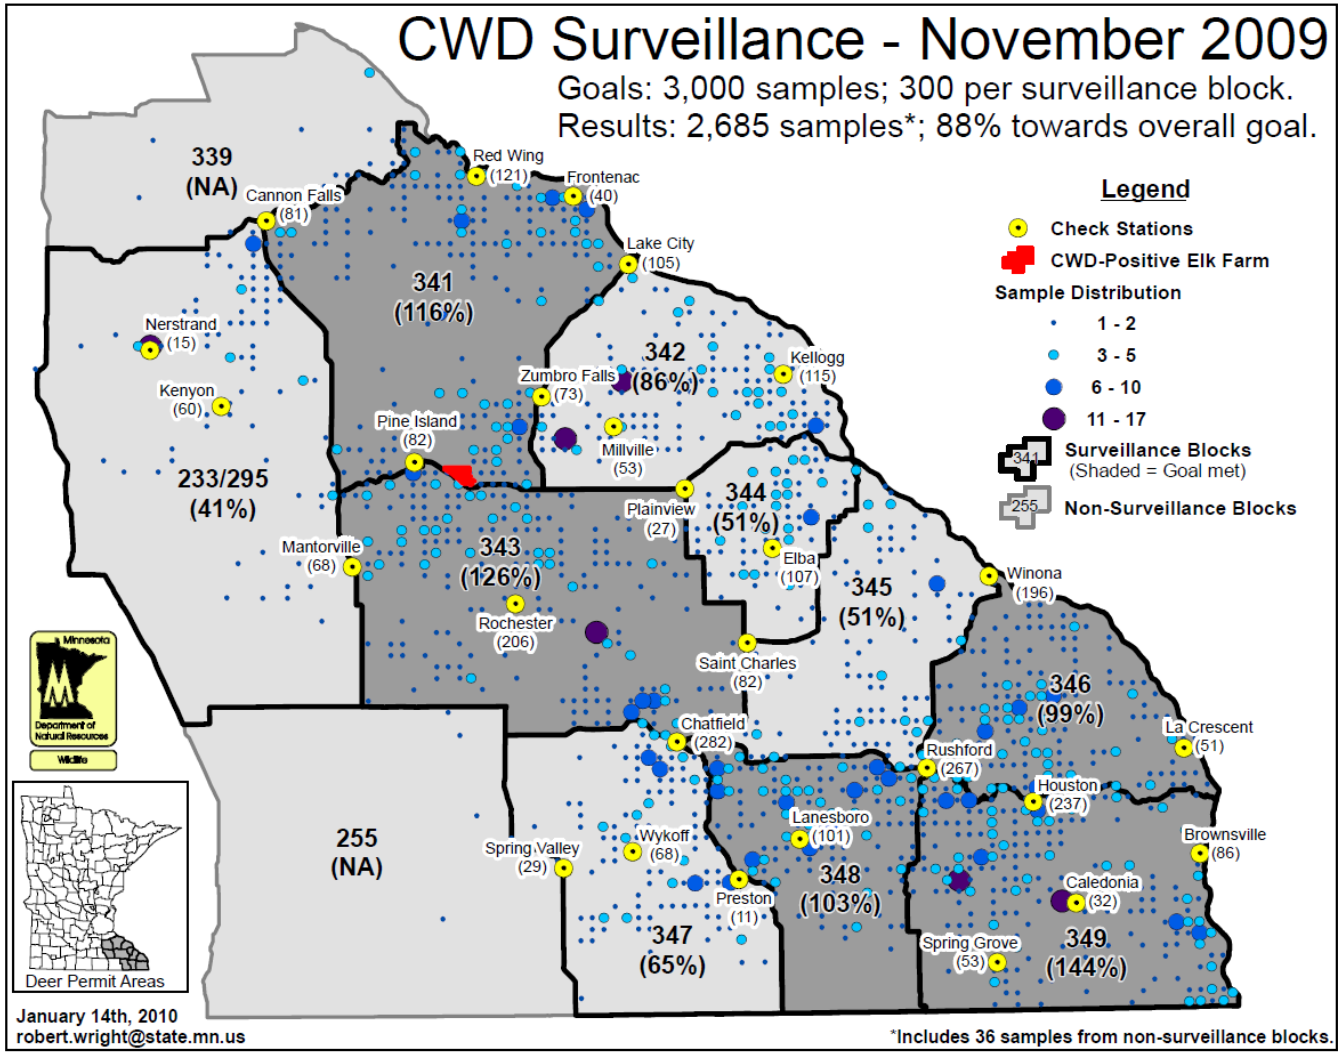 CWD Surveillance - November 2009
Goals: 3,000 samples; 300 per surveillance block.
Results: 2,685 samples*; 88% towards overall goal.
Legend
Check Stations
CWD-Positive Elk Farm
Sample Distribution
1 - 2
3 - 5
6 - 10
11 - 17
341
Surveillance Blocks
(Shaded = Goal met)
255
Non-Surveillance Blocks
339
(NA)
Cannon Falls
(81)
Red Wing
(121)
Frontenac
(40)
Lake City
(105)
341
(116%)
Nerstrand
(15)
Kenyon
(60)
342
(86%)
Kellogg
(115)
Zumbro Falls
(73)
Pine Island
(82)
Millville
(53)
233/295
(41%)
Plainview
(27)
344
(51%)
Elba
(107)
Mantorville
(68)
343
(126%)
Rochester
(206)
345
(51%)
Winona
(196)
Saint Charles
(82)
346
(99%)
La Crescent
(51)
Chatfield
(282)
Rushford
(267)
Houston
(237)
255
(NA)
Spring Valley
(29)
Wykoff
(68)
Lanesboro
(101)
Brownsville
(86)
348
(103%)
Preston
(11)
Caledonia
(32)
347
(65%)
Spring Grove
(53)
349
(144%)
Minnesota
Department of
Natural Resources
Wildlife
Deer Permit Areas
January 14th, 2010
robert.wright@state.mn.us
*Includes 36 samples from non-surveillance blocks.